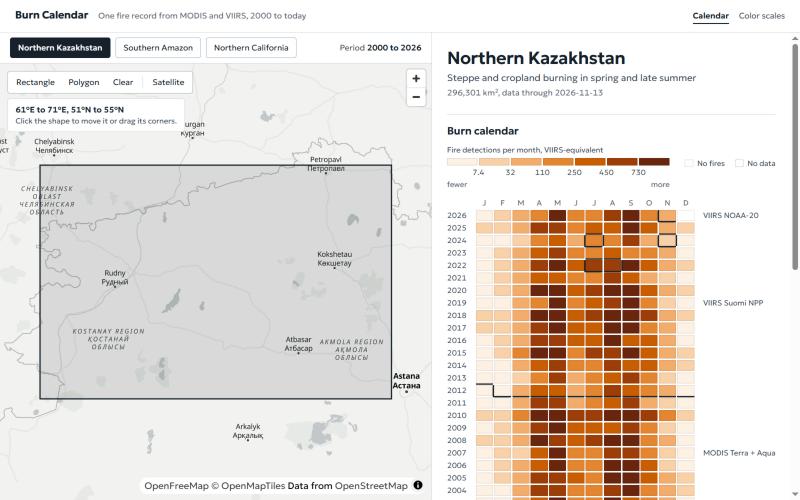 Burn Calendar
One fire record from MODIS and VIIRS, 2000 to today
Calendar
Color scales
Northern Kazakhstan
Southern Amazon
Northern California
Period 2000 to 2026
Rectangle
Polygon
Clear
Satellite
61°E to 71°E, 51°N to 55°N
Click the shape to move it or drag its corners.
+
−
urgan
Курган
st
уст
Chelyabinsk
Челябинск
Petropavl
Петропавл
CHELYABINSK
OBLAST
ЧЕЛЯБИНСКАЯ
ОБЛАСТЬ
Kokshetau
Көкшетау
Rudny
Рудный
KOSTANAY REGION
ҚОСТАНАЙ
ОБЛЫСЫ
Atbasar
Атбасар
AKMOLA REGION
АҚМОЛА
ОБЛЫСЫ
Astana
Астана
Arkalyk
Арқалық
OpenFreeMap © OpenMapTiles Data from OpenStreetMap
Northern Kazakhstan
Steppe and cropland burning in spring and late summer
296,301 km², data through 2026-11-13
Burn calendar
Fire detections per month, VIIRS-equivalent
7.4 32 110 250 450 730
fewer more
No fires
No data
J F M A M J J A S O N D
2026 VIIRS NOAA-20
2025
2024
2023
2022
2021
2020
2019 VIIRS Suomi NPP
2018
2017
2016
2015
2014
2013
2012
2011
2010
2009
2008
2007 MODIS Terra + Aqua
2006
2005
2004